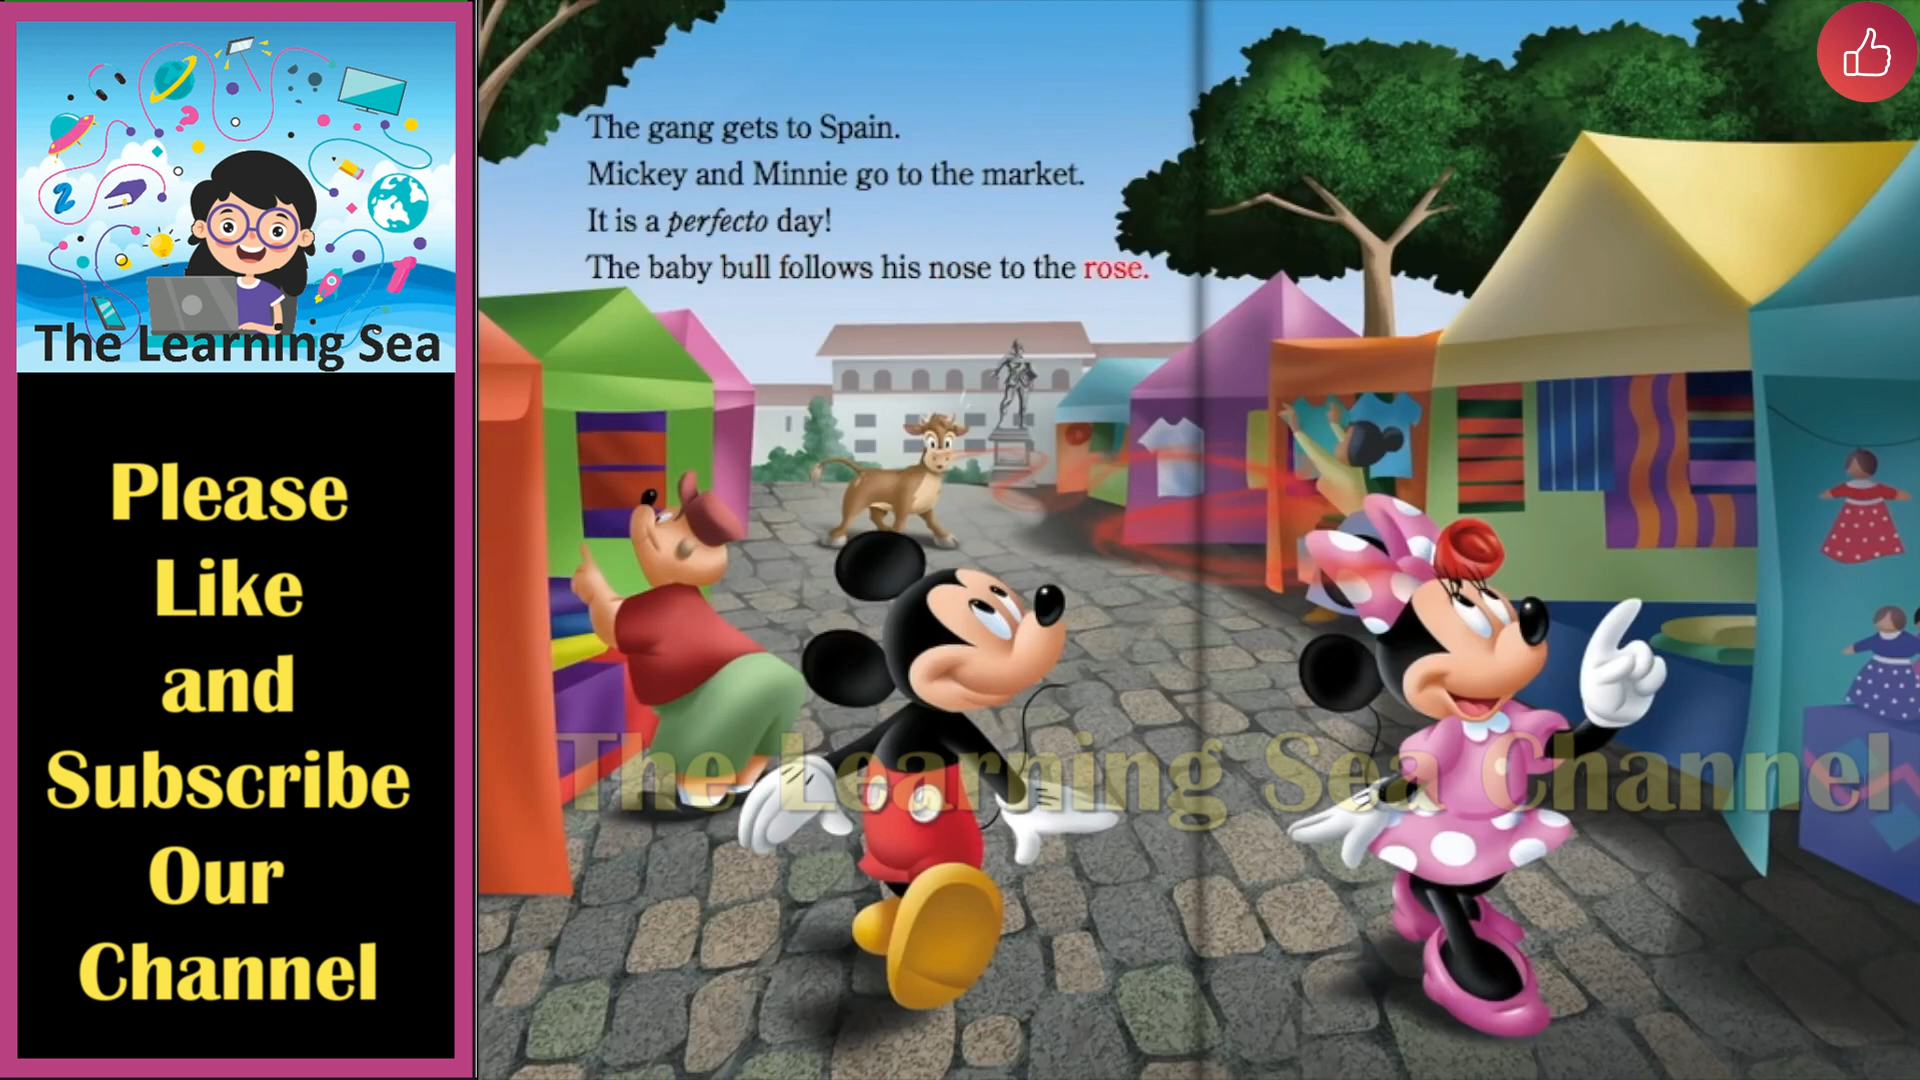 The Learning Sea
Please
Like
and
Subscribe
Our
Channel
The gang gets to Spain.
Mickey and Minnie go to the market.
It is a perfecto day!
The baby bull follows his nose to the rose.
The Learning Sea Channel